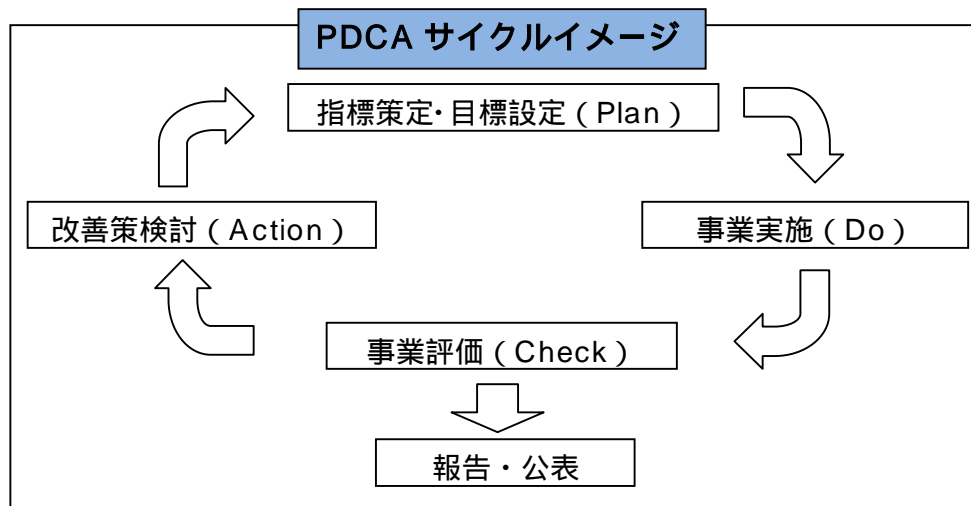 PDCA サイクルイメージ
指標策定・目標設定（Plan）
改善策検討（Action）
事業実施（Do）
事業評価（Check）
報告・公表